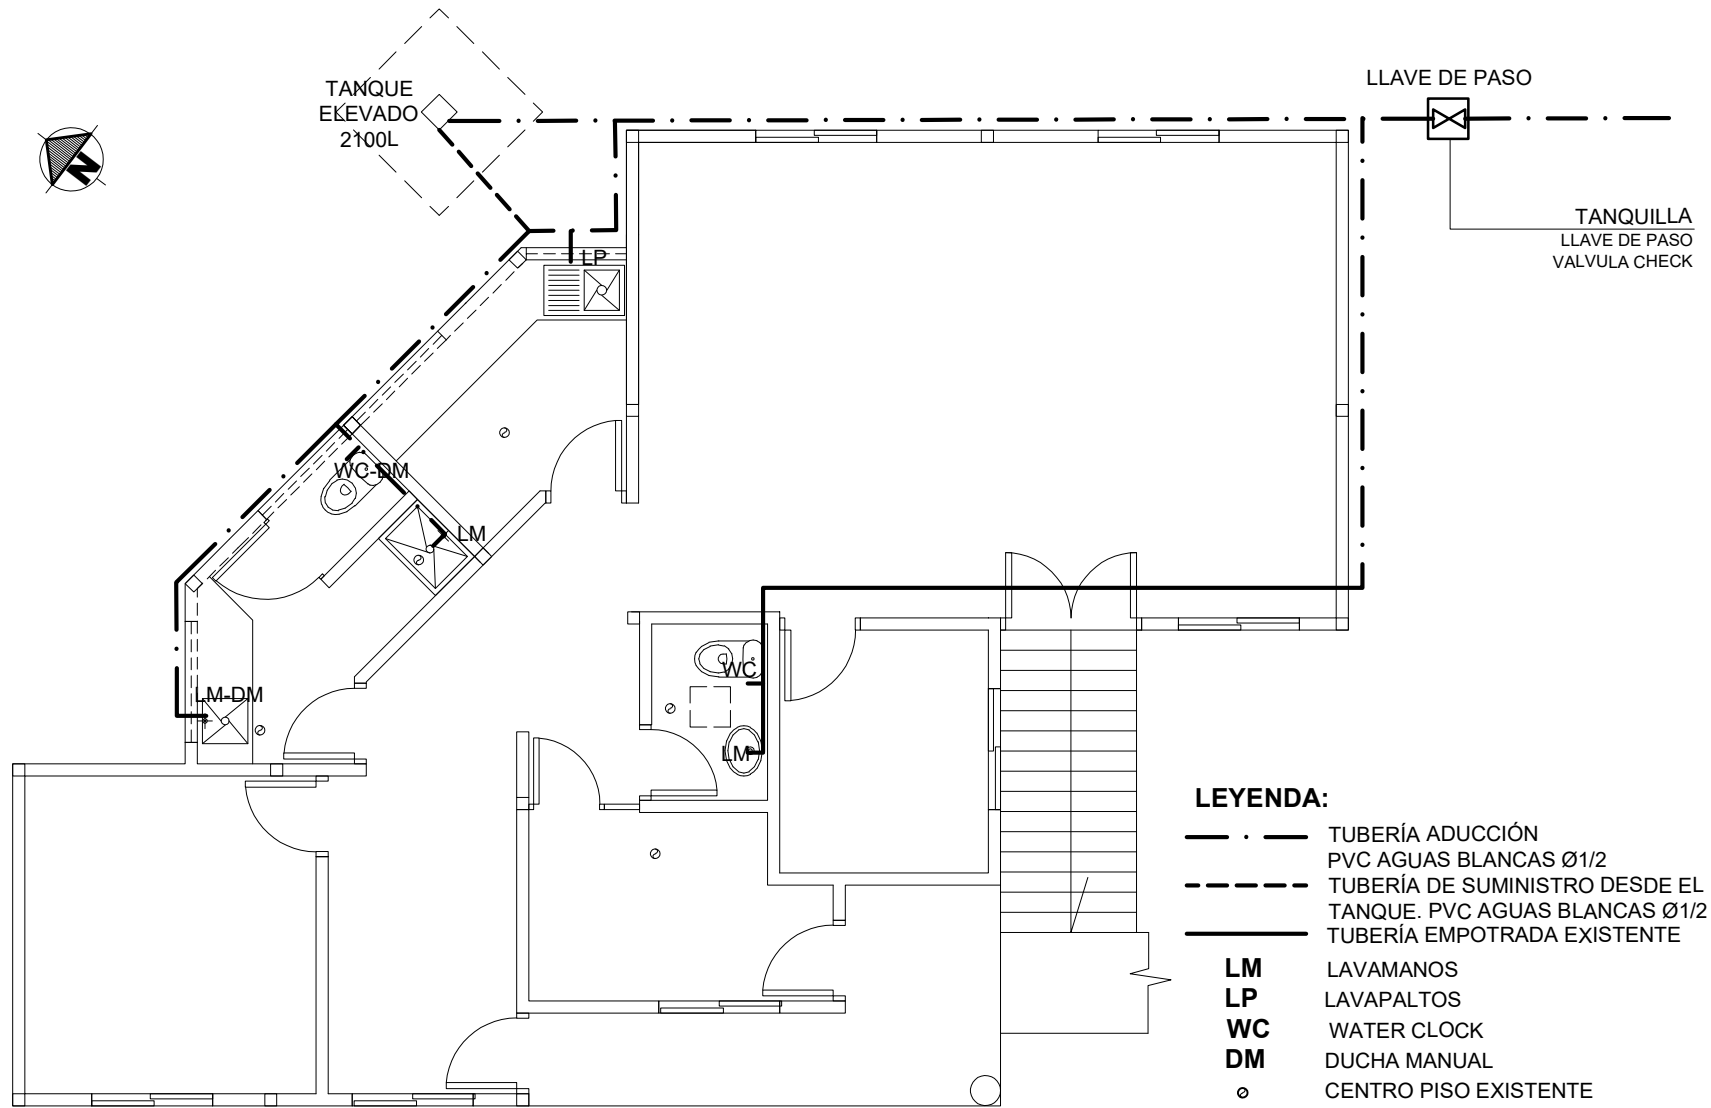 LLAVE DE PASO
TANQUE
ELEVADO
2100L
N
TANQUILLA
LLAVE DE PASO
VALVULA CHECK
LP
WC-DM
LM
WC
LM-DM
LM
LEYENDA:
TUBERÍA ADUCCIÓN
PVC AGUAS BLANCAS Ø1/2
TUBERÍA DE SUMINISTRO DESDE EL
TANQUE. PVC AGUAS BLANCAS Ø1/2
TUBERÍA EMPOTRADA EXISTENTE
LM LAVAMANOS
LP LAVAPALTOS
WC WATER CLOCK
DM DUCHA MANUAL
CENTRO PISO EXISTENTE